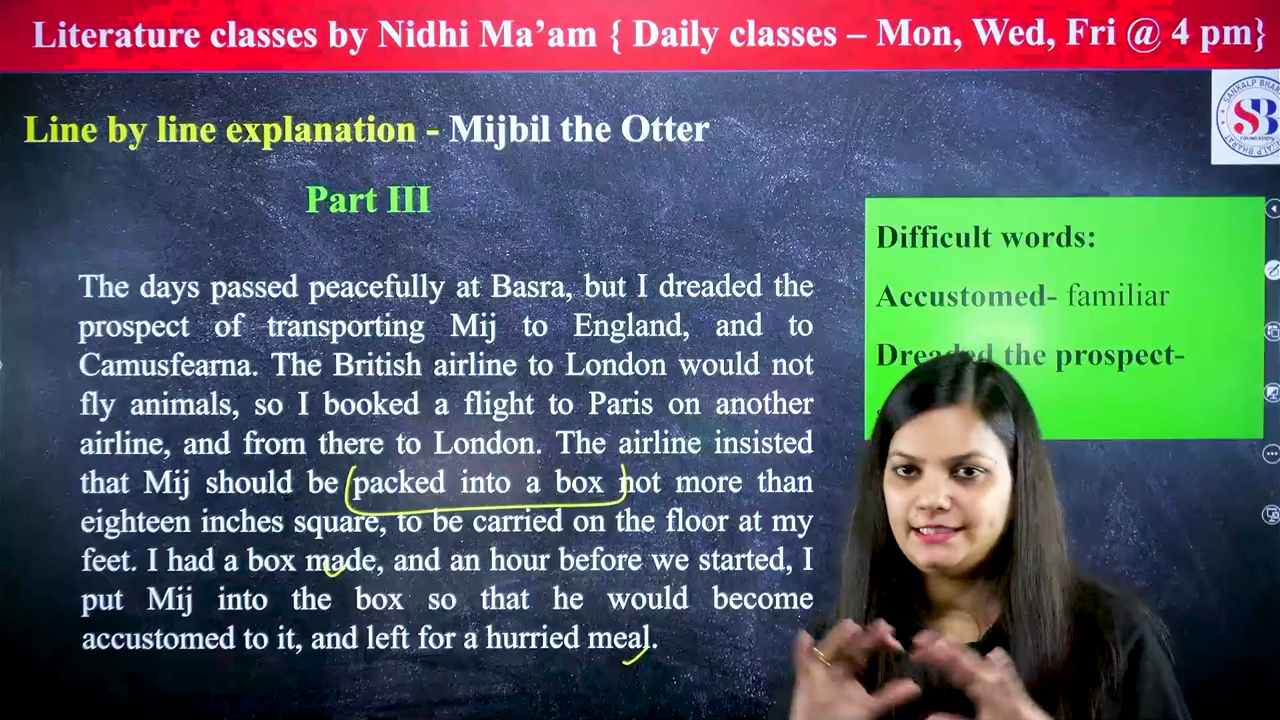 Literature classes by Nidhi Ma’am { Daily classes – Mon, Wed, Fri @ 4 pm}
Line by line explanation - Mijbil the Otter
Part III
The days passed peacefully at Basra, but I dreaded the
prospect of transporting Mij to England, and to
Camusfearna. The British airline to London would not
fly animals, so I booked a flight to Paris on another
airline, and from there to London. The airline insisted
that Mij should be packed into a box not more than
eighteen inches square, to be carried on the floor at my
feet. I had a box made, and an hour before we started, I
put Mij into the box so that he would become
accustomed to it, and left for a hurried meal.
Difficult words:
Accustomed- familiar
Dreaded the prospect-
SB